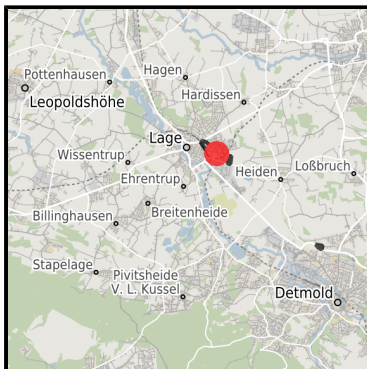 Hagen
Pottenhausen
Hardissen
Leopoldshöhe
Lage
Wissentrup
Heiden
Loßbruch
Ehrentrup
Breitenheide
Billinghausen
Stapelage
Pivitsheide
V. L. Kussel
Detmold